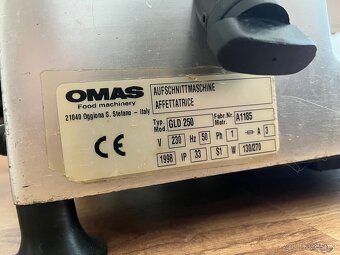 OMAS
Food machinery
21040 Oggiona S. Stefano - Italy
CE
AUFSCHNITTMASCHINE
AFFETTATRICE
Typ. Mod. GLD 250 Fabr.Nr. Matr. A1185
V 230 Hz 50 Ph 1 A 3
1998 IP 33 S1 W 130/270